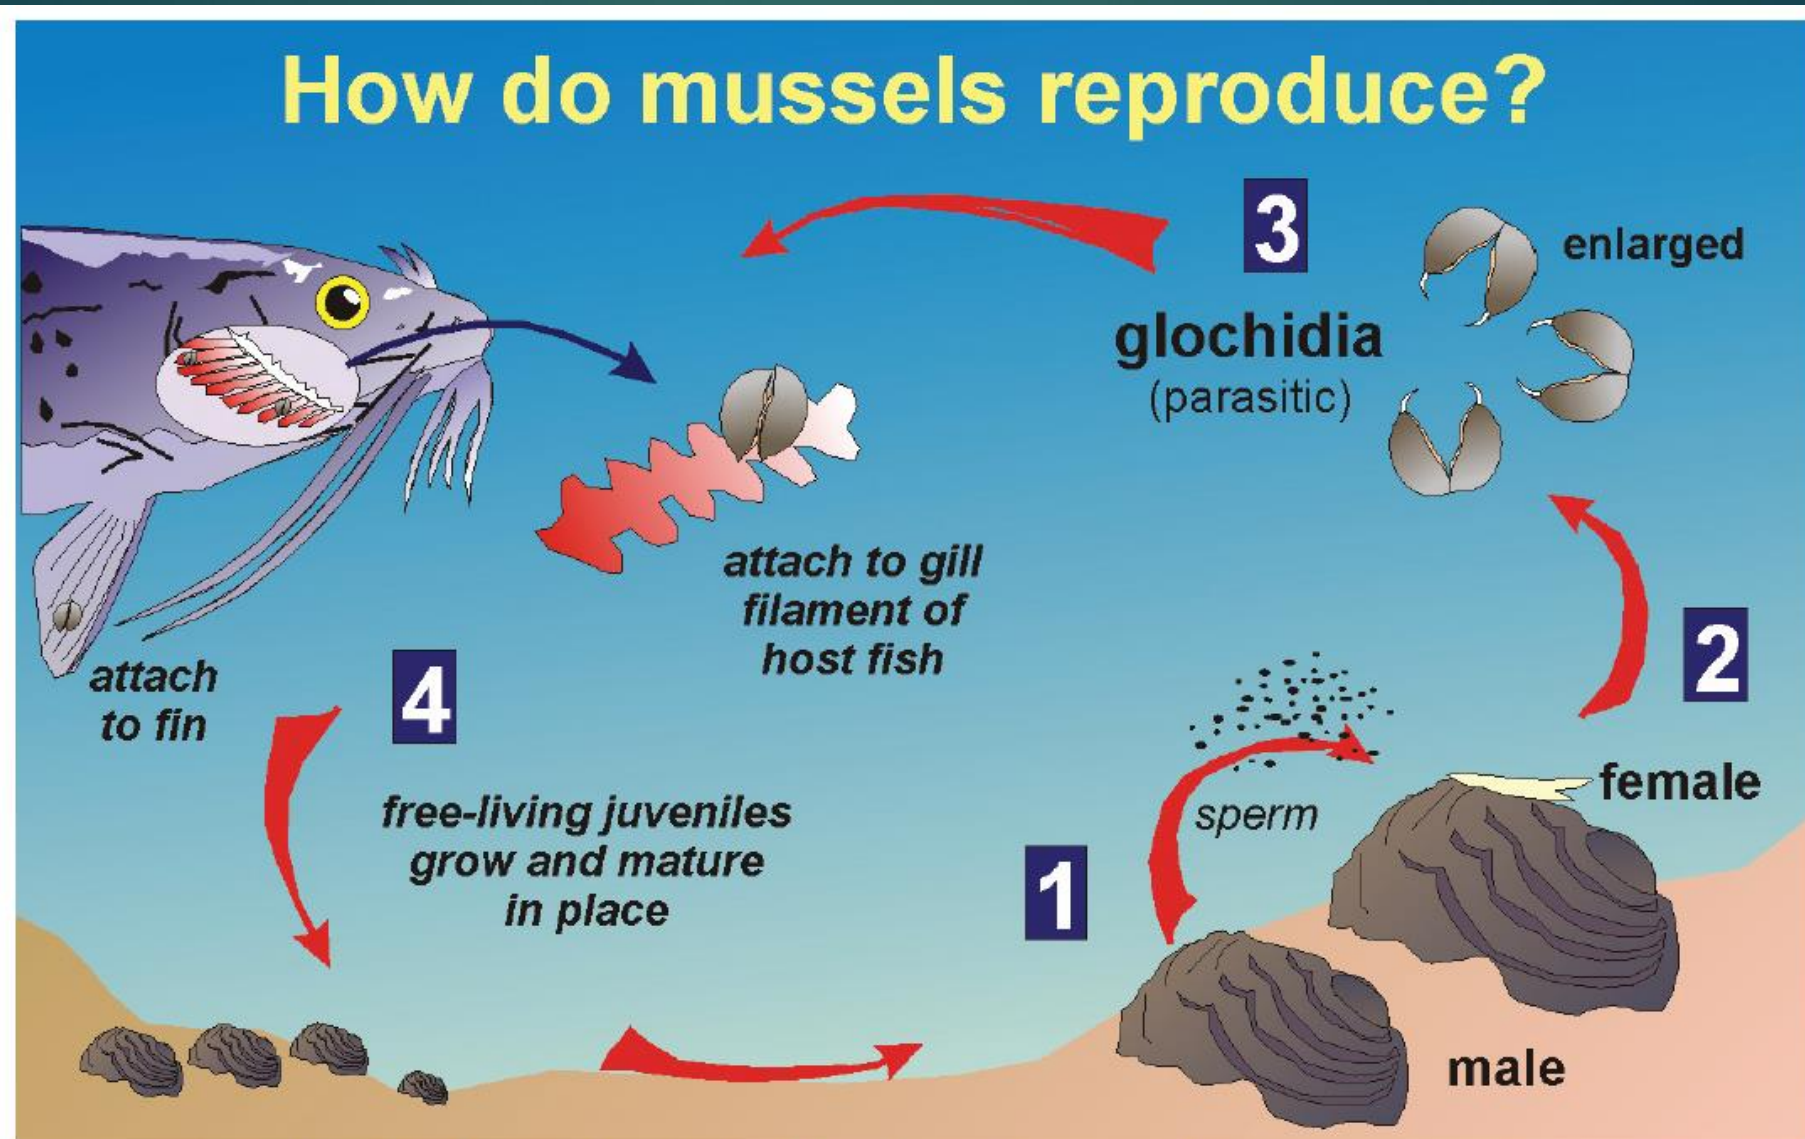 How do mussels reproduce?
3
enlarged
glochidia
(parasitic)
attach to gill
filament of
host fish
2
attach
to fin
4
free-living juveniles
grow and mature
in place
sperm
female
1
male